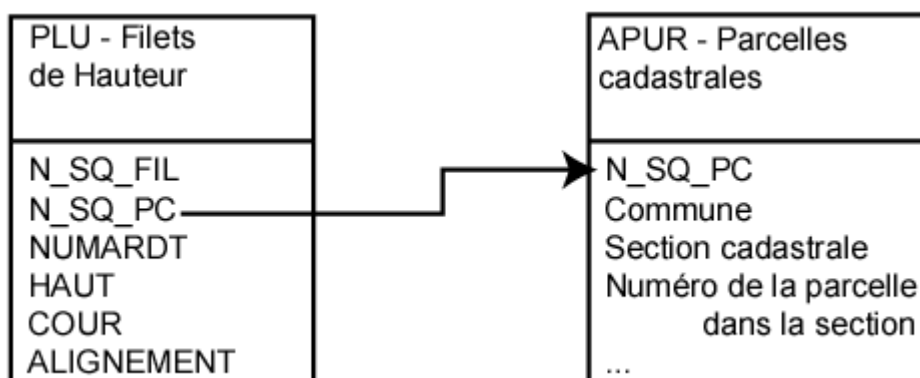 PLU - Filets
de Hauteur
N_SQ_FIL
N_SQ_PC
NUMARDT
HAUT
COUR
ALIGNEMENT
APUR - Parcelles
cadastrales
N_SQ_PC
Commune
Section cadastrale
Numéro de la parcelle
dans la section
...